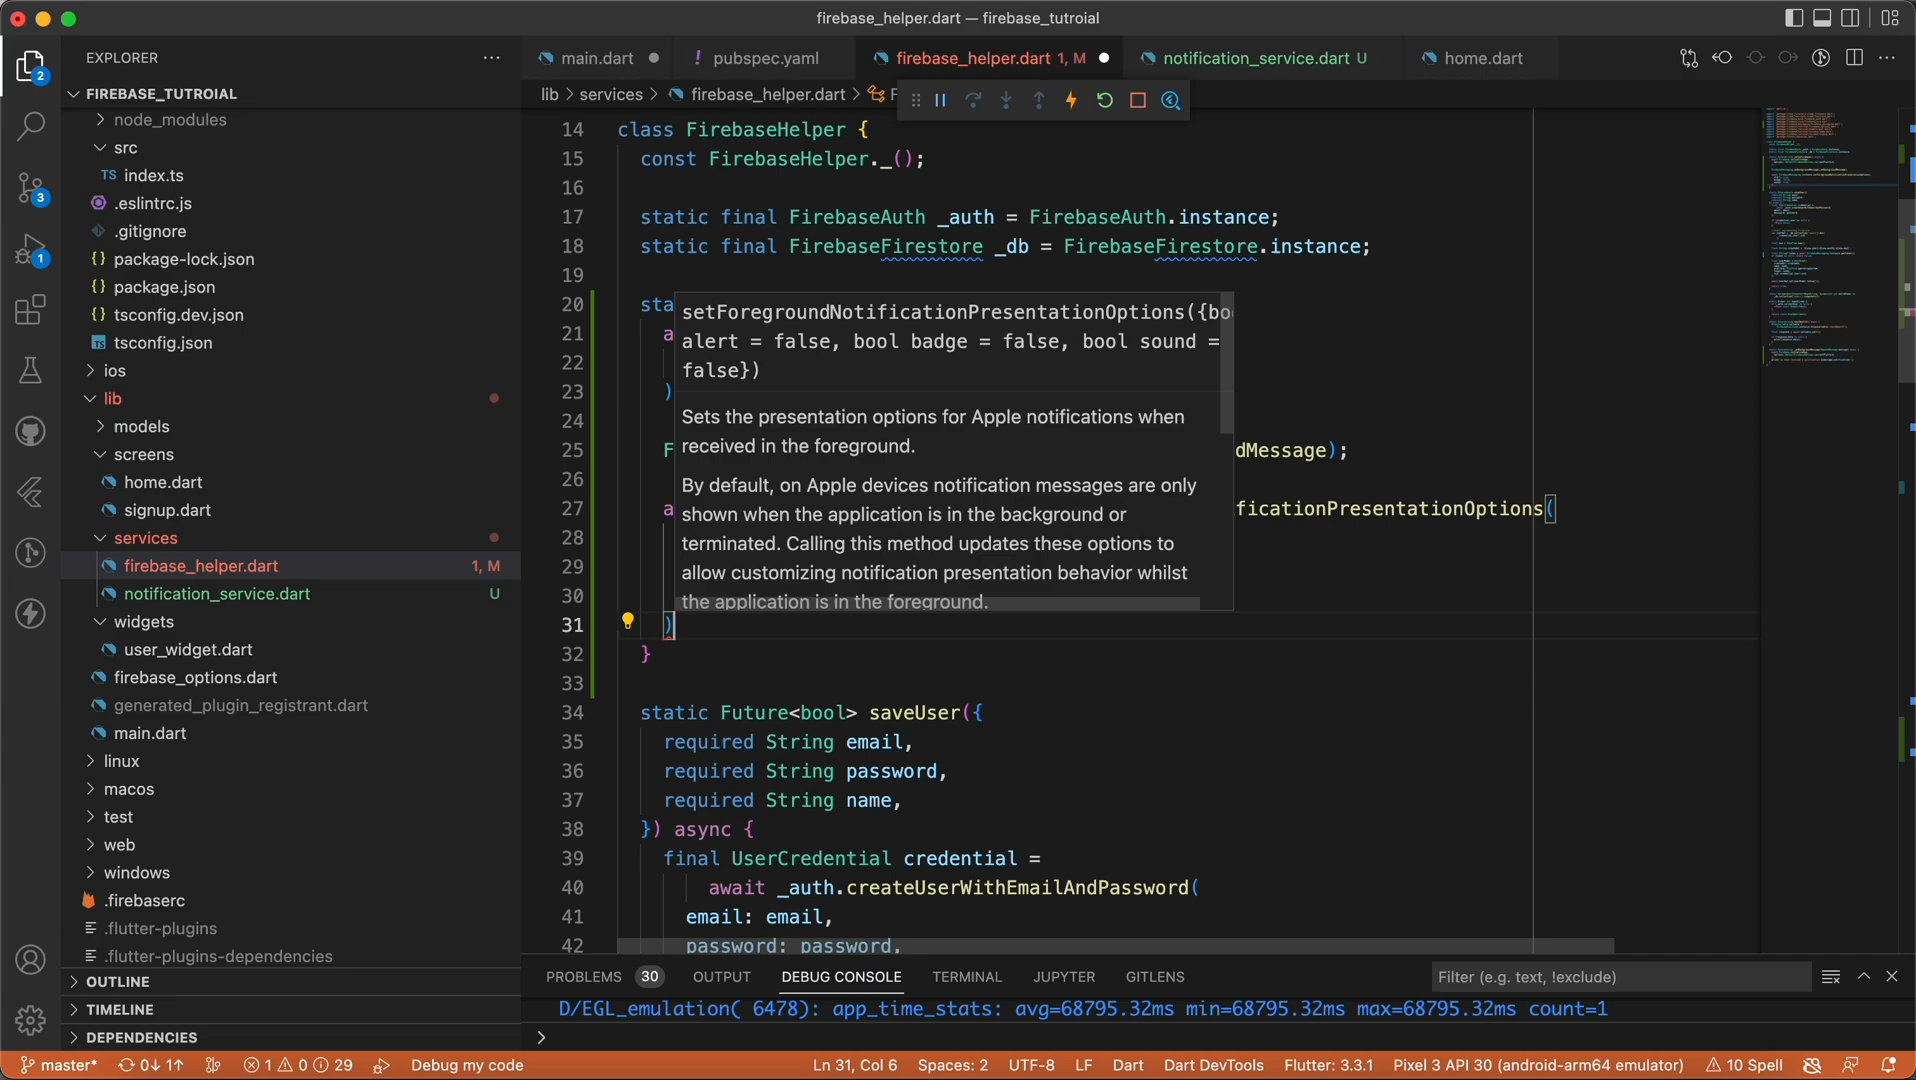 firebase_helper.dart — firebase_tutroial
EXPLORER
FIREBASE_TUTROIAL
node_modules
src
TS index.ts
.eslintrc.js
.gitignore
{} package-lock.json
{} package.json
{} tsconfig.dev.json
TS tsconfig.json
ios
lib
models
screens
home.dart
signup.dart
services
firebase_helper.dart 1, M
notification_service.dart U
widgets
user_widget.dart
firebase_options.dart
generated_plugin_registrant.dart
main.dart
linux
macos
test
web
windows
.firebaserc
.flutter-plugins
.flutter-plugins-dependencies
OUTLINE
TIMELINE
DEPENDENCIES
2
3
1
main.dart
! pubspec.yaml
firebase_helper.dart 1, M
notification_service.dart U
home.dart
lib > services > firebase_helper.dart > F
14 class FirebaseHelper {
15 const FirebaseHelper._();
16
17 static final FirebaseAuth _auth = FirebaseAuth.instance;
18 static final FirebaseFirestore _db = FirebaseFirestore.instance;
19
20 sta
21 a
22
23 )
24
25 F dMessage);
26
27 a ficationPresentationOptions(
28
29
30
31 )
32 }
33
34 static Future<bool> saveUser({
35 required String email,
36 required String password,
37 required String name,
38 }) async {
39 final UserCredential credential =
40 await _auth.createUserWithEmailAndPassword(
41 email: email,
42 password: password,
setForegroundNotificationPresentationOptions({boo
alert = false, bool badge = false, bool sound =
false})
Sets the presentation options for Apple notifications when
received in the foreground.
By default, on Apple devices notification messages are only
shown when the application is in the background or
terminated. Calling this method updates these options to
allow customizing notification presentation behavior whilst
the application is in the foreground.
PROBLEMS 30 OUTPUT DEBUG CONSOLE TERMINAL JUPYTER GITLENS
Filter (e.g. text, !exclude)
D/EGL_emulation( 6478): app_time_stats: avg=68795.32ms min=68795.32ms max=68795.32ms count=1
>
master* 0↓ 1↑ 1 0 29 Debug my code Ln 31, Col 6 Spaces: 2 UTF-8 LF Dart Dart DevTools Flutter: 3.3.1 Pixel 3 API 30 (android-arm64 emulator) 10 Spell